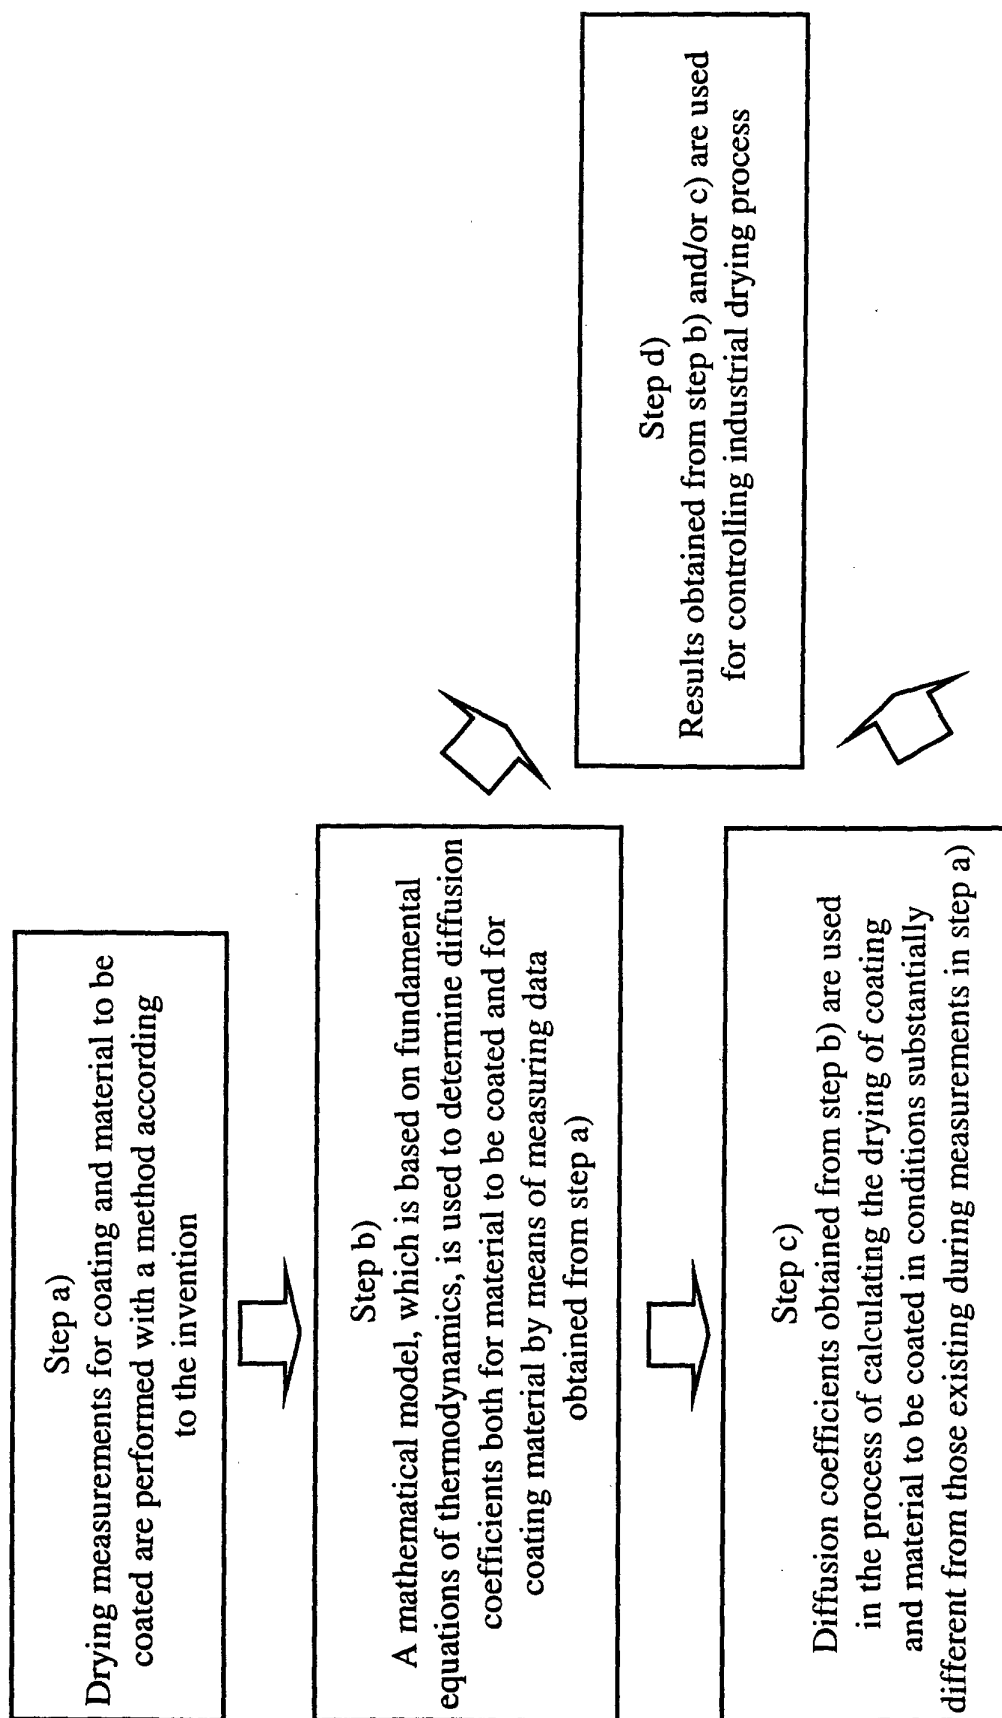 Step a)
Drying measurements for coating and material to be
coated are performed with a method according
to the invention
Step b)
A mathematical model, which is based on fundamental
equations of thermodynamics, is used to determine diffusion
coefficients both for material to be coated and for
coating material by means of measuring data
obtained from step a)
Step c)
Diffusion coefficients obtained from step b) are used
in the process of calculating the drying of coating
and material to be coated in conditions substantially
different from those existing during measurements in step a)
Step d)
Results obtained from step b) and/or c) are used
for controlling industrial drying process